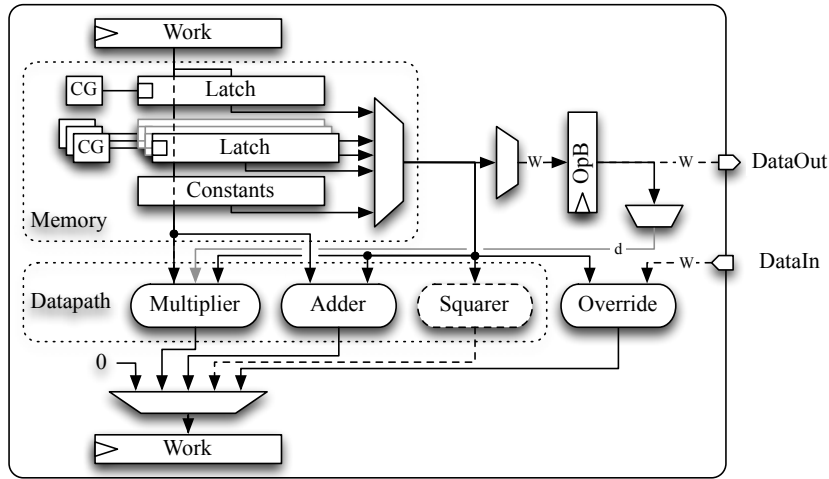 Work
CG
Latch
CG
Latch
Constants
Memory
W
OpB
W
DataOut
d
W
DataIn
Datapath
Multiplier
Adder
Squarer
Override
0
Work